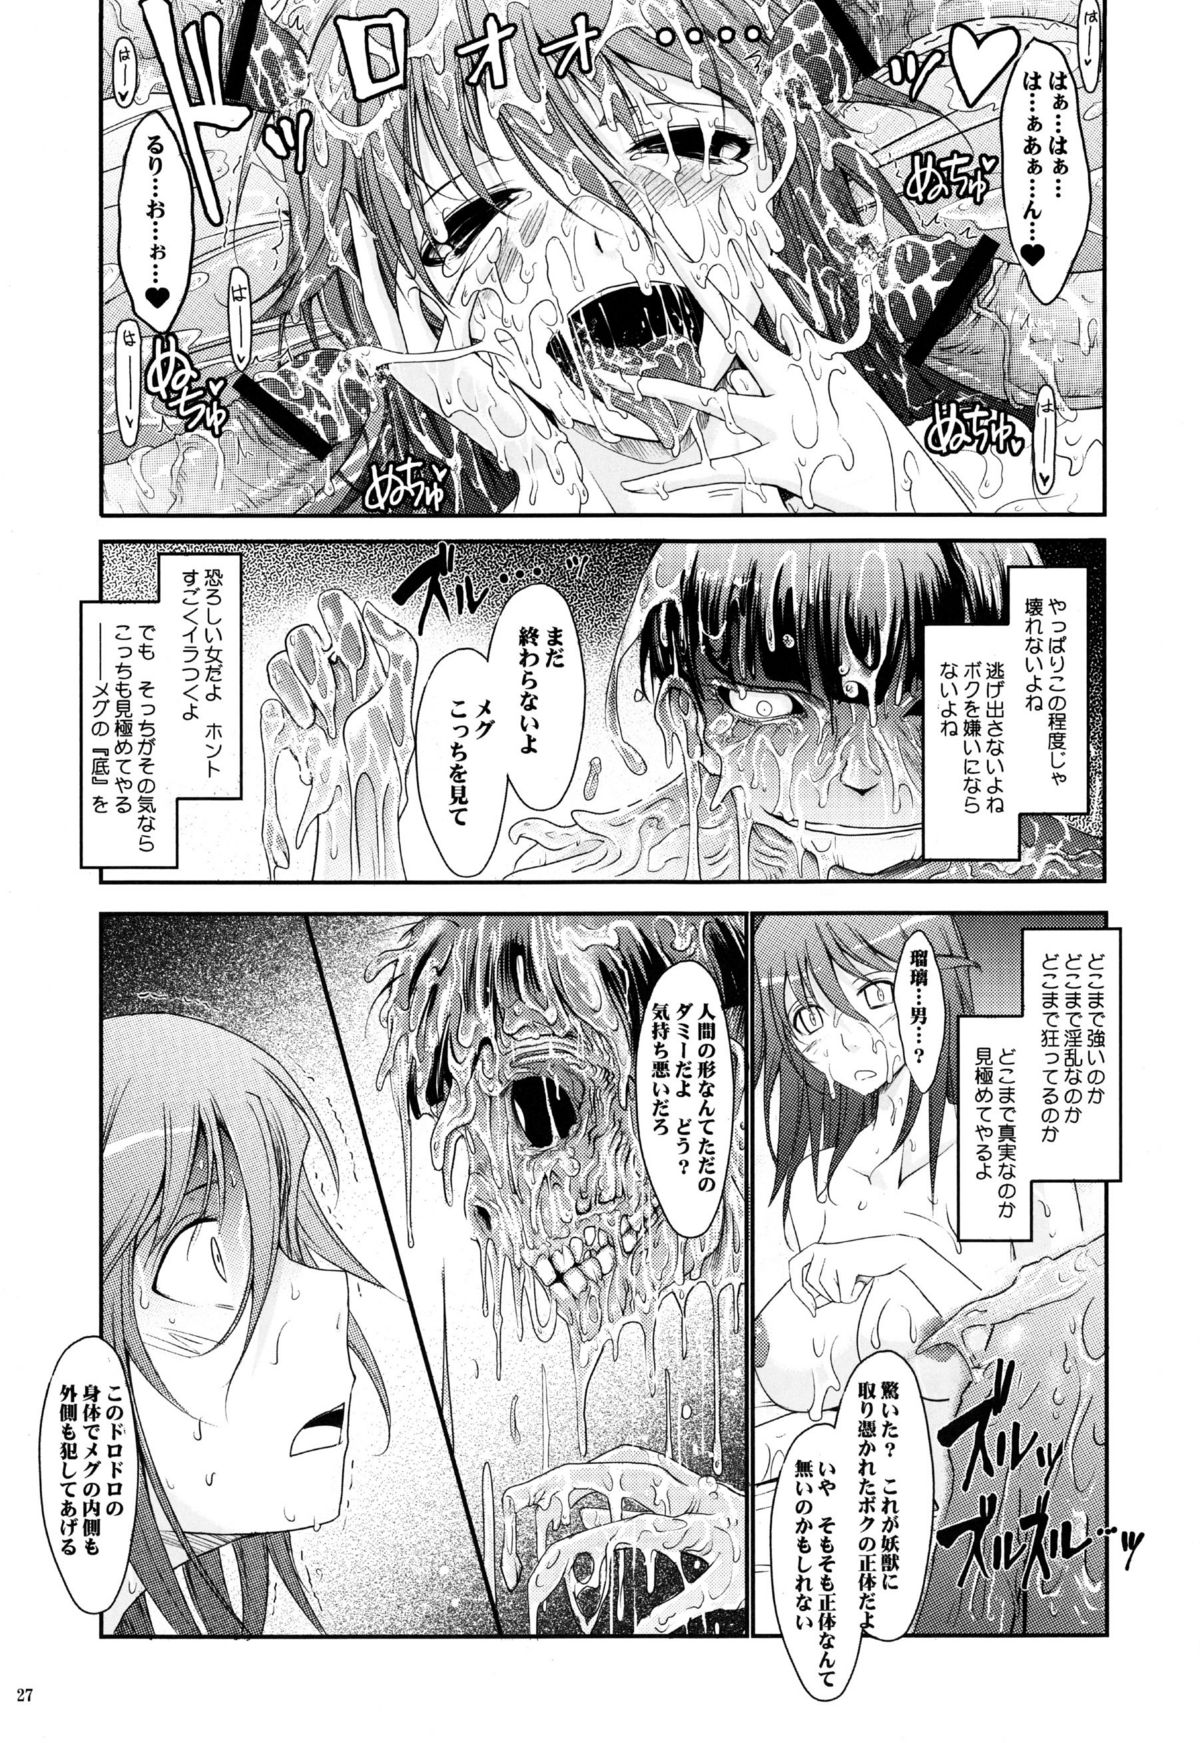 はぁ…はぁ…
は…ぁあぁ…ん…♥
るり…お…ぉ…♥
ドロォォ……ッ
ぬちゅ♥
ぬちゅ♥
ぬちゅ♥
ぬちゅ
はー♥
はー♥
はー♥
はー♥
はー♥
やっぱりこの程度じゃ
壊れないよね
逃げ出さないよね
ボクを嫌いになら
ないよね
ズル…ッ
まだ
終わらないよ
メグ
こっちを見て
恐ろしい女だよ　ホント
すごくイラつくよ
でも　そっちがその気なら
こっちも見極めてやる
――メグの『底』を
どこまで強いのか
どこまで淫乱なのか
どこまで狂ってるのか
どこまで真実なのか
見極めてやるよ
瑠璃…男…?
驚いた?　これが妖獣に
取り憑かれたボクの正体だよ
いや　そもそも正体なんて
無いのかもしれない
ズルッ
ズルズル…ッ
人間の形なんてただの
ダミーだよ　どう?
気持ち悪いだろ
このドロドロの
身体でメグの内側も
外側も犯してあげる
27